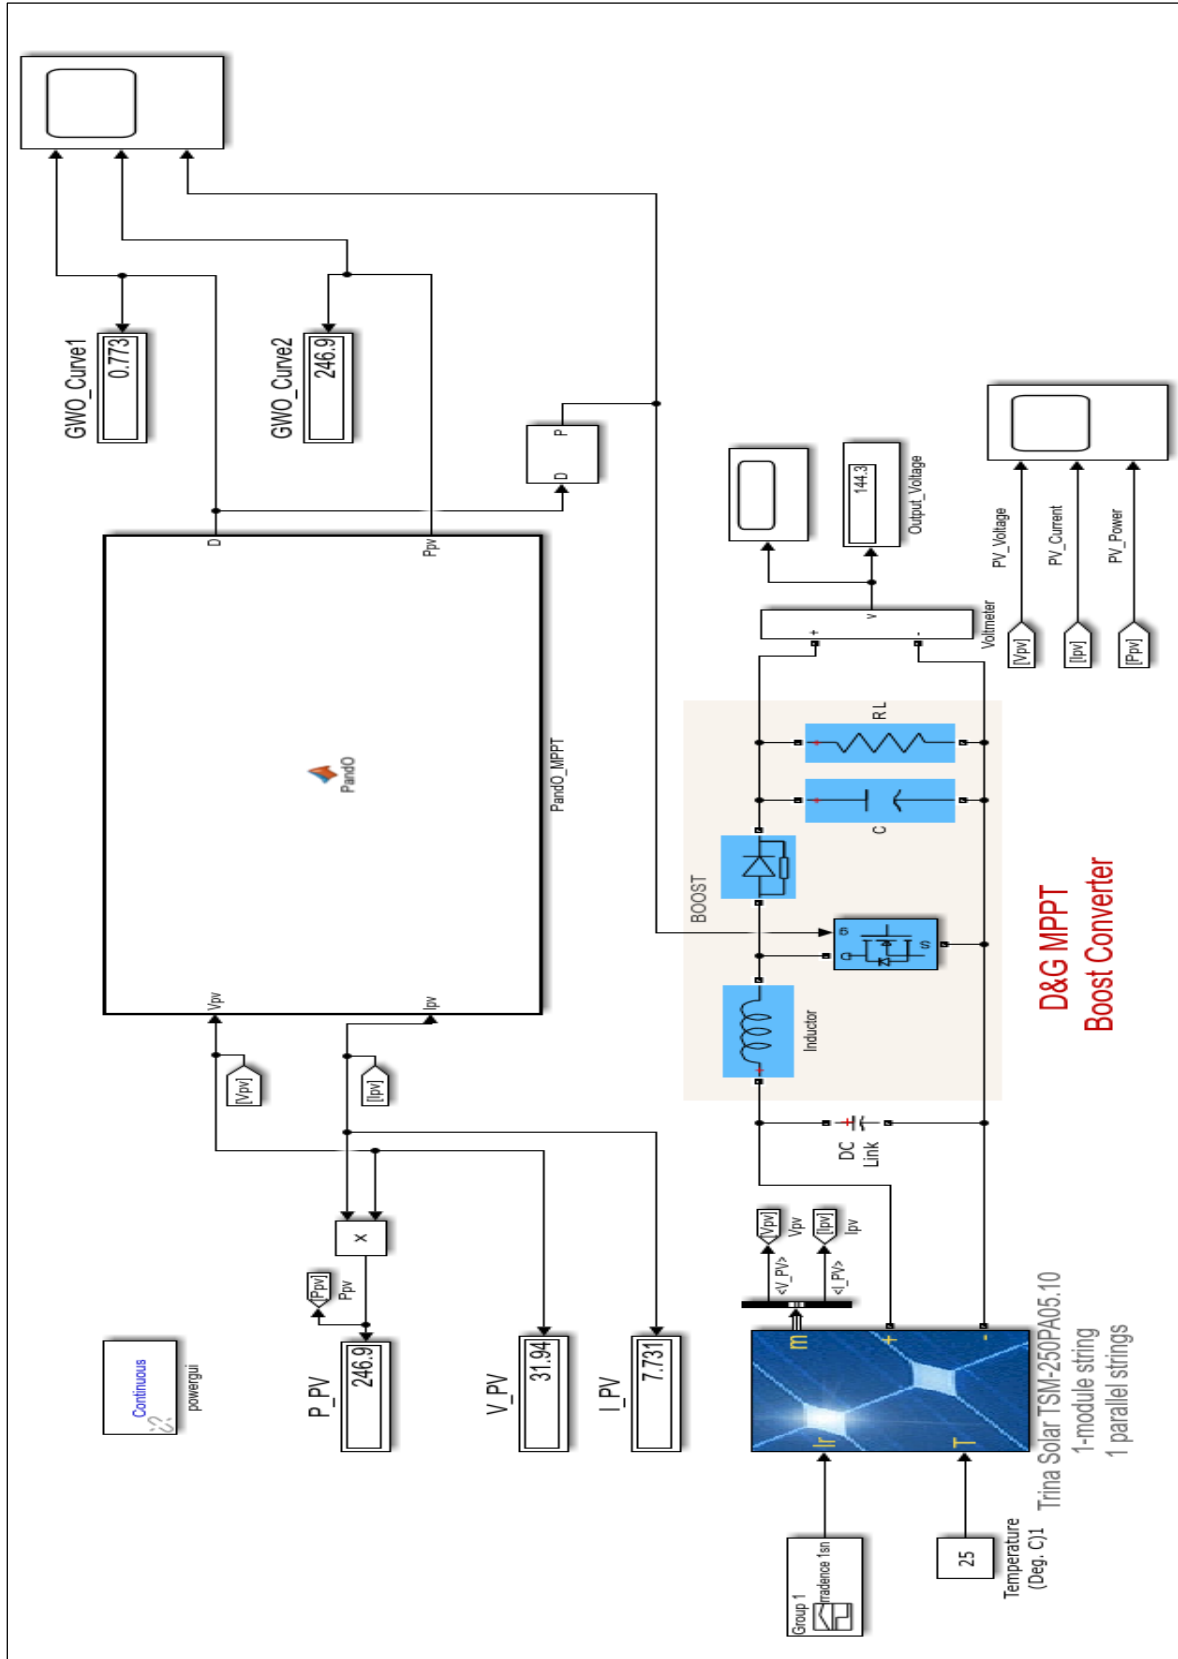 Continuous
powergui
P_PV
246.9
[Ppv]
Ppv
×
V_PV
31.94
I_PV
7.731
[Vpv]
[Ipv]
Vpv
Ipv
PandO
PandO_MPPT
D
Ppv
GWO_Curve1
0.773
GWO_Curve2
246.9
D
P
Group 1
25
Temperature
(Deg. C)1
Ir
T
m
+
-
Trina Solar TSM-250PA05.10
1-module string
1 parallel strings
<V_PV>
[Vpv]
Vpv
<I_PV>
[Ipv]
Ipv
DC
Link
BOOST
Inductor
S
C
R L
D&G MPPT
Boost Converter
+
-
v
Voltmeter
144.3
Output_Voltage
[Vpv]
PV_Voltage
[Ipv]
PV_Current
[Ppv]
PV_Power